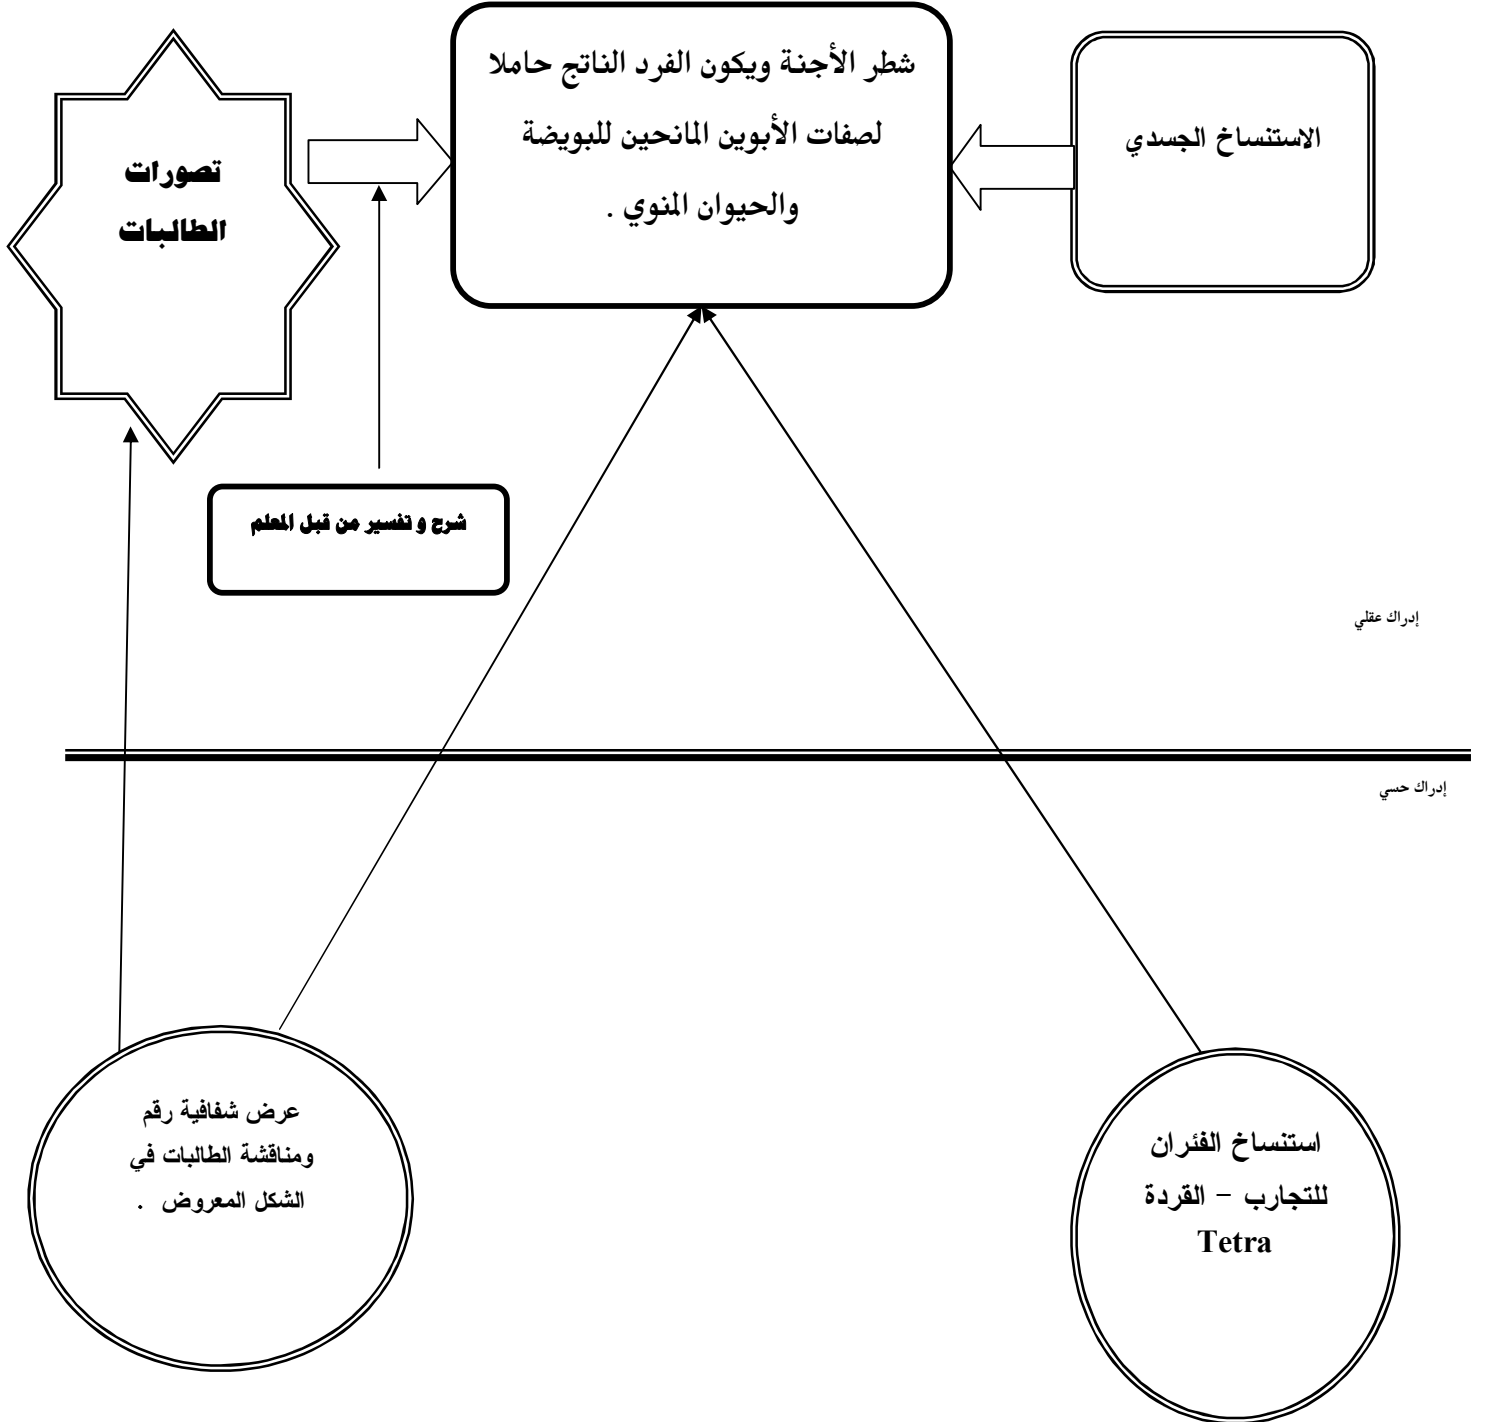 شطر الأجنة ويكون الفرد الناتج حاملا
لصفات الأبوين المانحين للبويضة
والحيوان المنوي .
الاستنساخ الجسدي
تصورات
الطالبات
شرح و تفسير من قبل المعلم
إدراك عقلي
إدراك حسي
استنساخ الفئران
للتجارب – القردة
Tetra
عرض شفافية رقم
ومناقشة الطالبات في
الشكل المعروض .